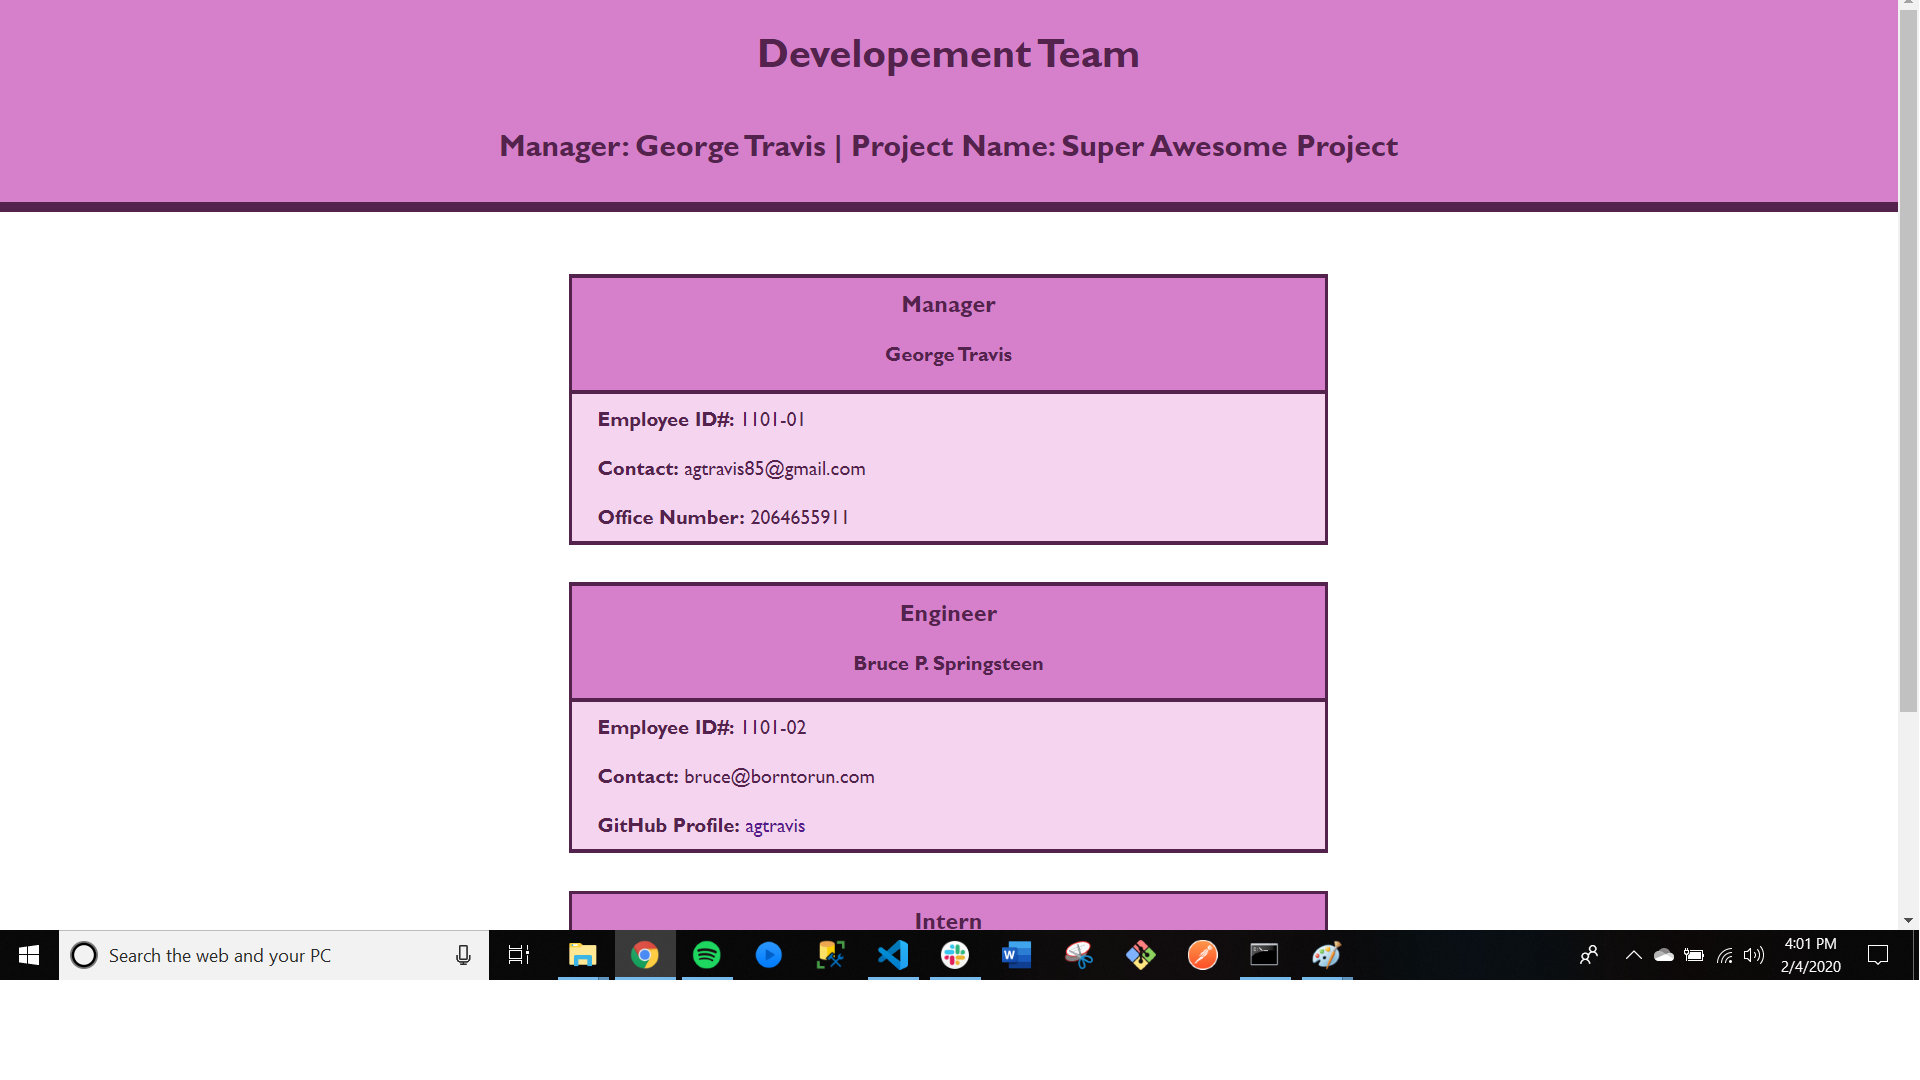 Developement Team
Manager: George Travis | Project Name: Super Awesome Project
Manager
George Travis
Employee ID#: 1101-01
Contact: agtravis85@gmail.com
Office Number: 2064655911
Engineer
Bruce P. Springsteen
Employee ID#: 1101-02
Contact: bruce@borntorun.com
GitHub Profile: agtravis
Intern
Search the web and your PC
4:01 PM
2/4/2020